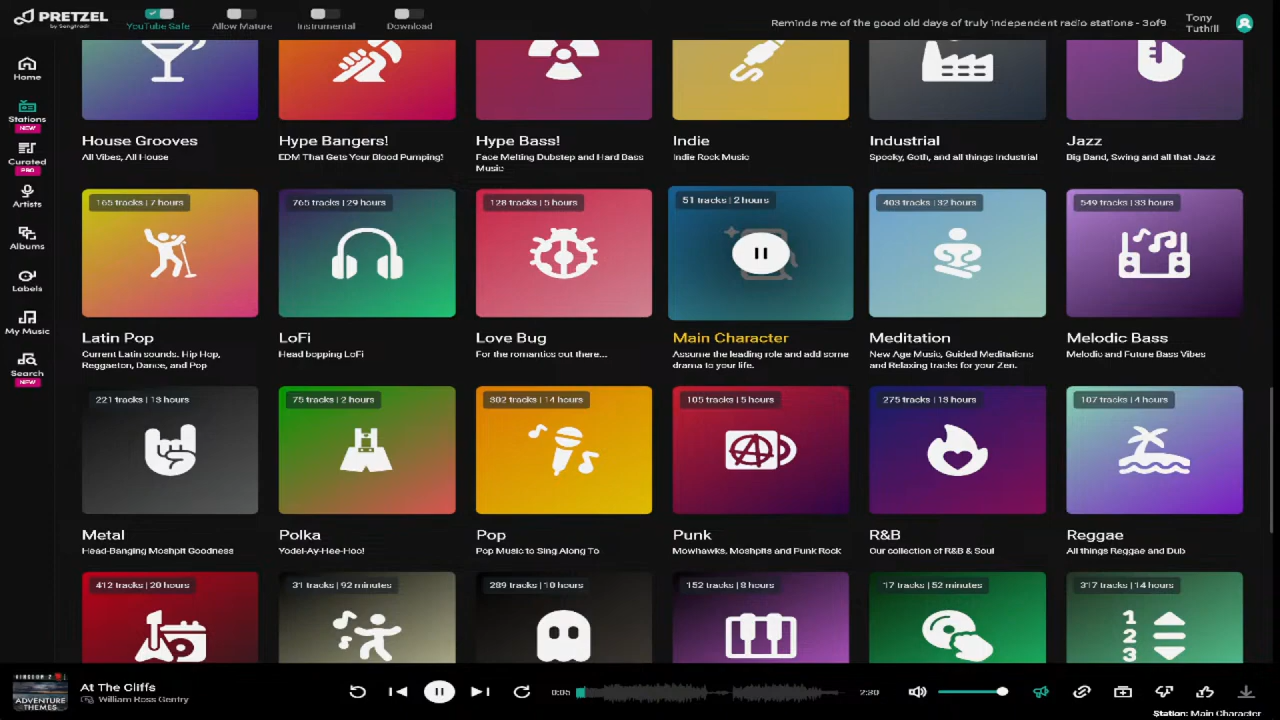 PRETZEL
by Songtradr
YouTube Safe
Allow Mature
Instrumental
Download
Reminds me of the good old days of truly independent radio stations - 3of9
Tony
Tuthill
Home
Stations
NEW
Curated
PRO
Artists
Albums
Labels
My Music
Search
NEW
House Grooves
All Vibes, All House
Hype Bangers!
EDM That Gets Your Blood Pumping!
Hype Bass!
Face Melting Dubstep and Hard Bass
Music
Indie
Indie Rock Music
Industrial
Spooky, Goth, and all things Industrial
Jazz
Big Band, Swing and all that Jazz
165 tracks | 7 hours
765 tracks | 29 hours
128 tracks | 5 hours
51 tracks | 2 hours
403 tracks | 32 hours
549 tracks | 33 hours
Latin Pop
Current Latin sounds. Hip Hop,
Reggaeton, Dance, and Pop
LoFi
Head bopping LoFi
Love Bug
For the romantics out there...
Main Character
Assume the leading role and add some
drama to your life.
Meditation
New Age Music, Guided Meditations
and Relaxing tracks for your Zen.
Melodic Bass
Melodic and Future Bass Vibes
221 tracks | 13 hours
75 tracks | 2 hours
302 tracks | 14 hours
105 tracks | 5 hours
275 tracks | 13 hours
107 tracks | 4 hours
Metal
Head-Banging Moshpit Goodness
Polka
Yodel-Ay-Hee-Hoo!
Pop
Pop Music to Sing Along To
Punk
Mowhawks, Moshpits and Punk Rock
R&B
Our collection of R&B & Soul
Reggae
All things Reggae and Dub
412 tracks | 20 hours
31 tracks | 92 minutes
289 tracks | 10 hours
152 tracks | 8 hours
17 tracks | 52 minutes
317 tracks | 14 hours
1
2
3
ADVENTURE
THEMES
At The Cliffs
William Ross Gentry
0:05
2:30
Station: Main Character